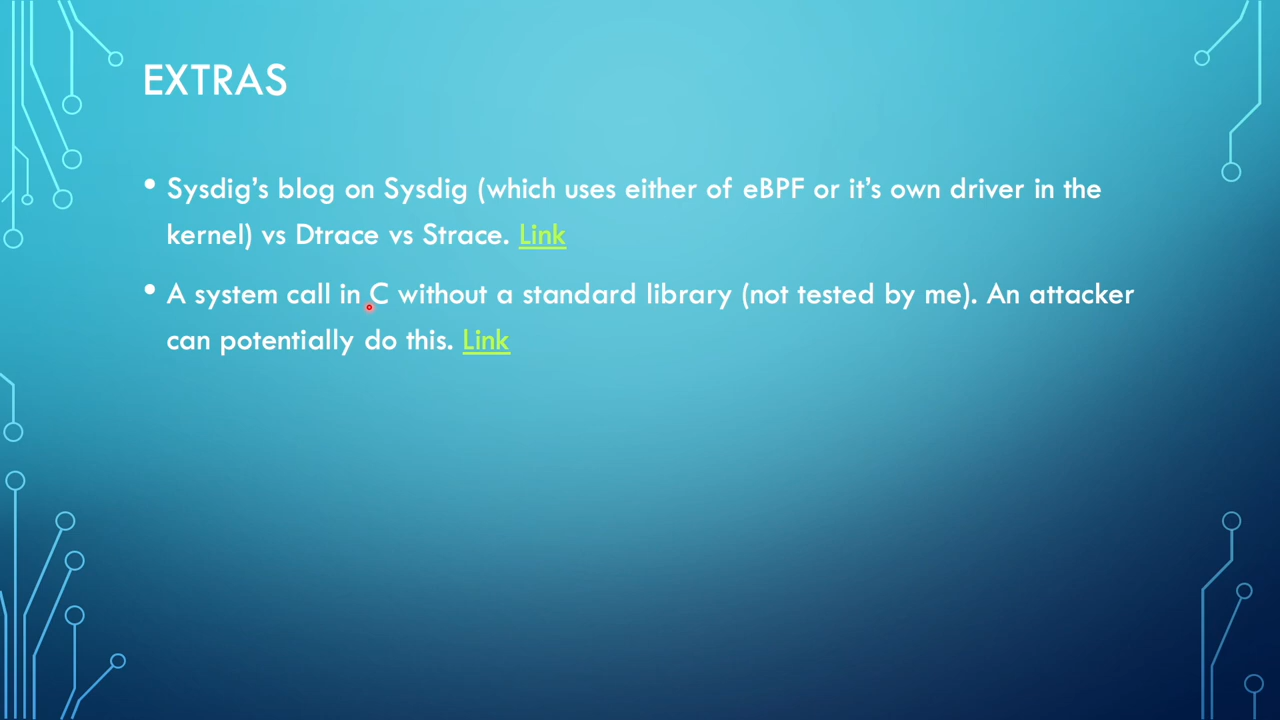 EXTRAS
• Sysdig’s blog on Sysdig (which uses either of eBPF or it’s own driver in the
kernel) vs Dtrace vs Strace. Link
• A system call in C without a standard library (not tested by me). An attacker
can potentially do this. Link